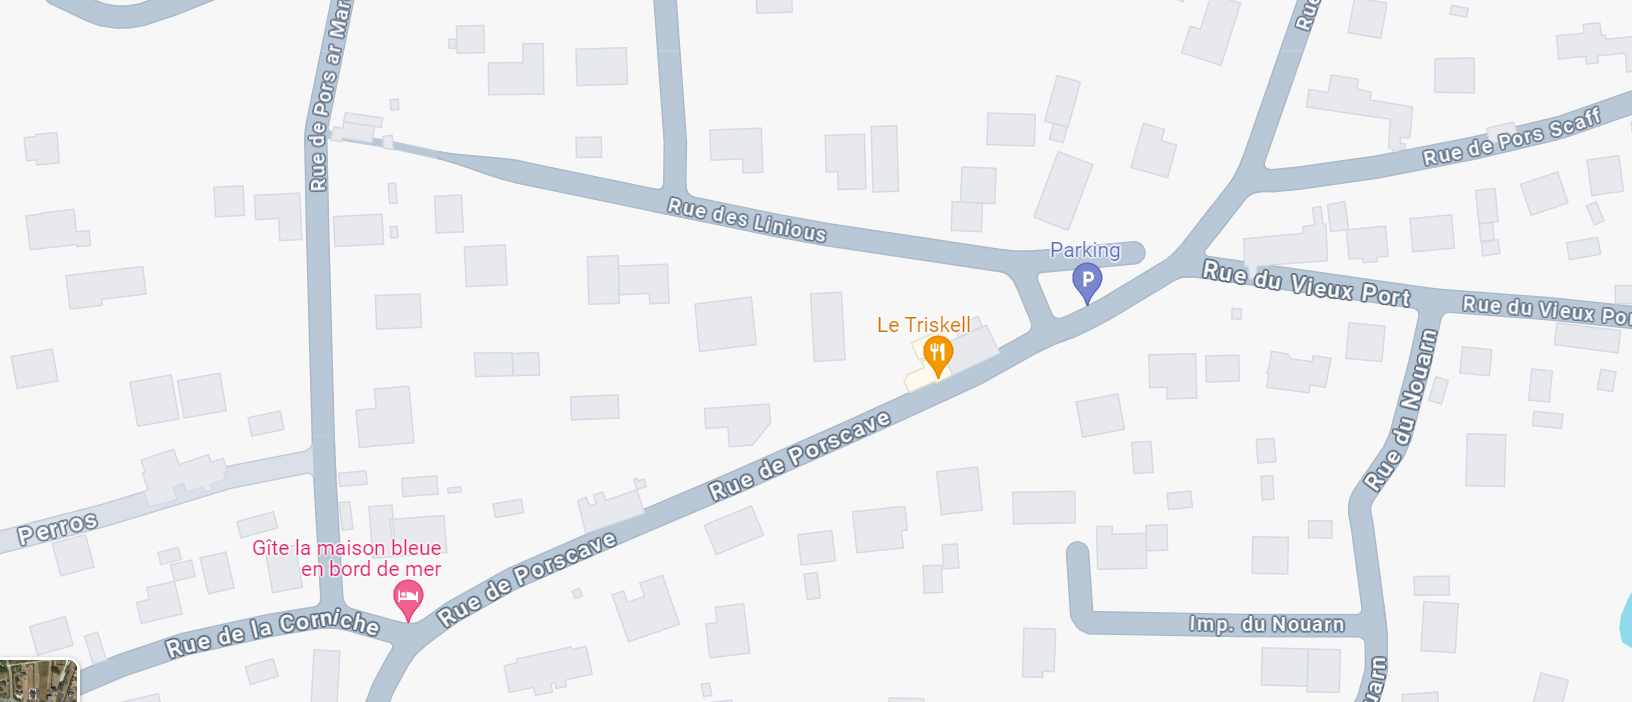 Rue de Pors ar Mar
Rue
Rue de Pors Scaff
Rue des Linious
Parking
P
Rue du Vieux Port
Rue du Vieux Por
Le Triskell
Rue du Nouarn
Rue de Porscave
Perros
Gîte la maison bleue
en bord de mer
Rue de Porscave
Rue de la Corniche
Imp. du Nouarn
uarn